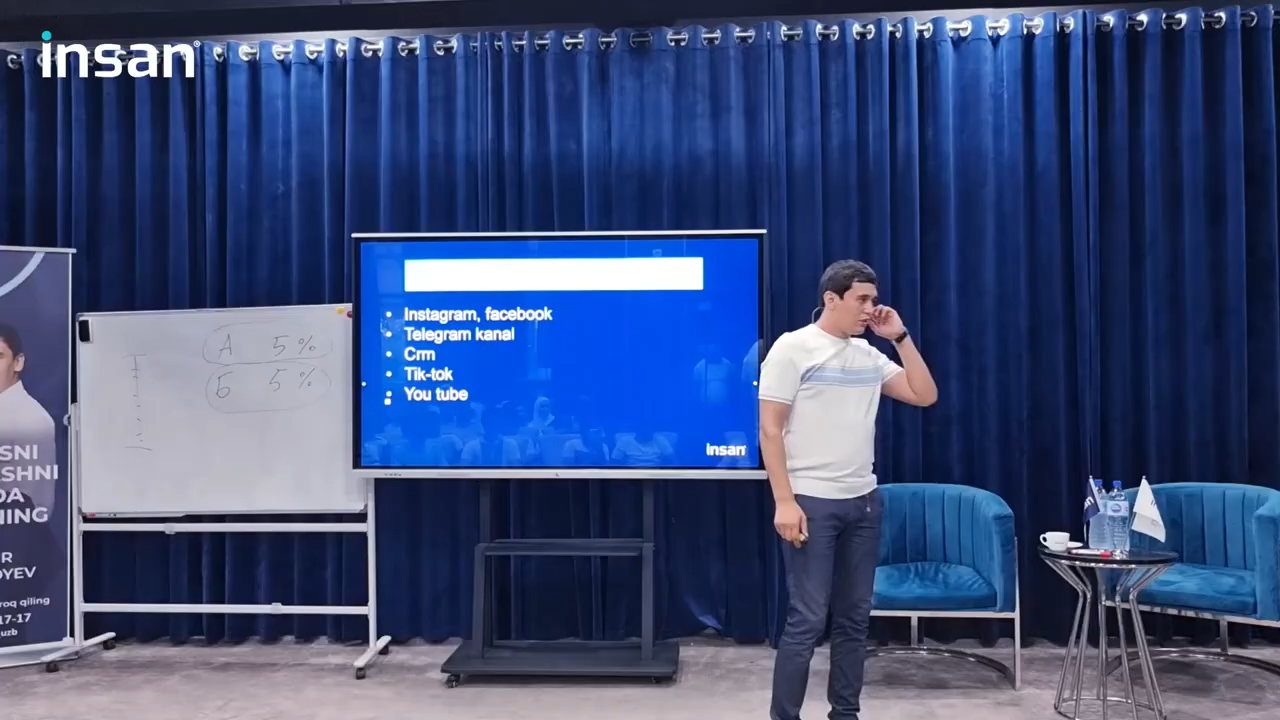 insan
A 5%
Б 5%
Instagram, facebook
Telegram kanal
Crm
Tik-tok
You tube
insan
SNI
SHNI
DA
NING
R
OYEV
roq qiling
17-17
uzb